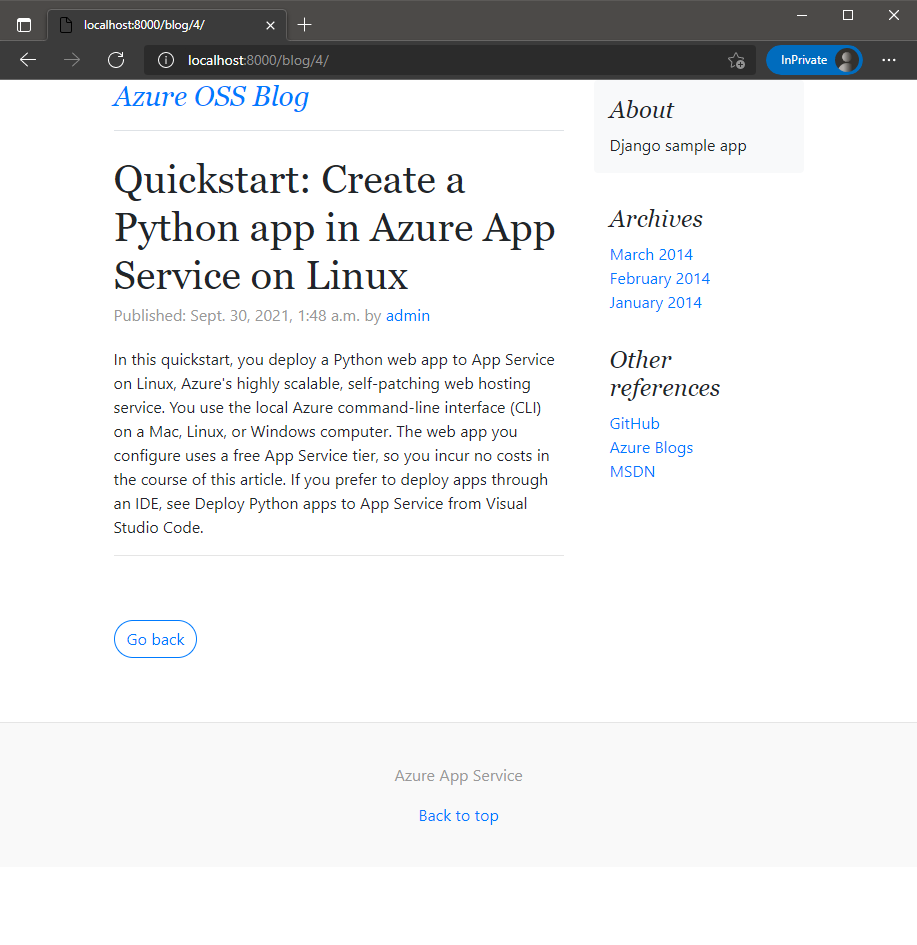 localhost:8000/blog/4/
localhost:8000/blog/4/
InPrivate
Azure OSS Blog
Quickstart: Create a
Python app in Azure App
Service on Linux
Published: Sept. 30, 2021, 1:48 a.m. by admin
In this quickstart, you deploy a Python web app to App Service
on Linux, Azure's highly scalable, self-patching web hosting
service. You use the local Azure command-line interface (CLI)
on a Mac, Linux, or Windows computer. The web app you
configure uses a free App Service tier, so you incur no costs in
the course of this article. If you prefer to deploy apps through
an IDE, see Deploy Python apps to App Service from Visual
Studio Code.
Go back
About
Django sample app
Archives
March 2014
February 2014
January 2014
Other
references
GitHub
Azure Blogs
MSDN
Azure App Service
Back to top